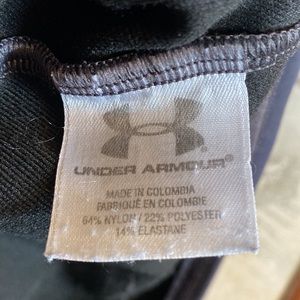 UNDER ARMOUR®
MADE IN COLOMBIA
FABRIQUÉ EN COLOMBIE
64% NYLON / 22% POLYESTER
14% ELASTANE